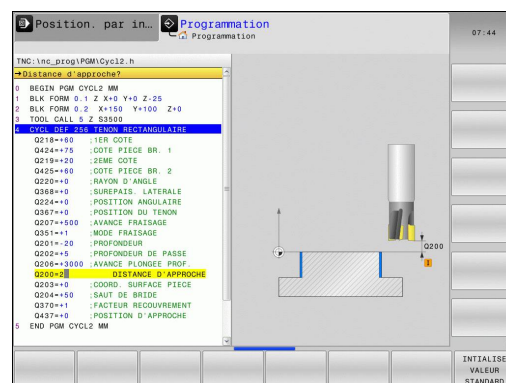 Position. par in…
Programmation
Programmation
07:44
TNC:\nc_prog\PGM\Cycl2.h
→Distance d'approche?
0 BEGIN PGM CYCL2 MM
1 BLK FORM 0.1 Z X+0 Y+0 Z-25
2 BLK FORM 0.2 X+150 Y+100 Z+0
3 TOOL CALL 5 Z S3500
4 CYCL DEF 256 TENON RECTANGULAIRE
Q218=+60 ;1ER COTE
Q424=+75 ;COTE PIECE BR. 1
Q219=+20 ;2EME COTE
Q425=+60 ;COTE PIECE BR. 2
Q220=+0 ;RAYON D'ANGLE
Q368=+0 ;SUREPAIS. LATERALE
Q224=+0 ;POSITION ANGULAIRE
Q367=+0 ;POSITION DU TENON
Q207=+500 ;AVANCE FRAISAGE
Q351=+1 ;MODE FRAISAGE
Q201=-20 ;PROFONDEUR
Q202=+5 ;PROFONDEUR DE PASSE
Q206=+3000 ;AVANCE PLONGEE PROF.
Q200=2 DISTANCE D'APPROCHE
Q203=+0 ;COORD. SURFACE PIECE
Q204=+50 ;SAUT DE BRIDE
Q370=+1 ;FACTEUR RECOUVREMENT
Q437=+0 ;POSITION D'APPROCHE
5 END PGM CYCL2 MM
Q200
INTIALISE
VALEUR
STANDARD